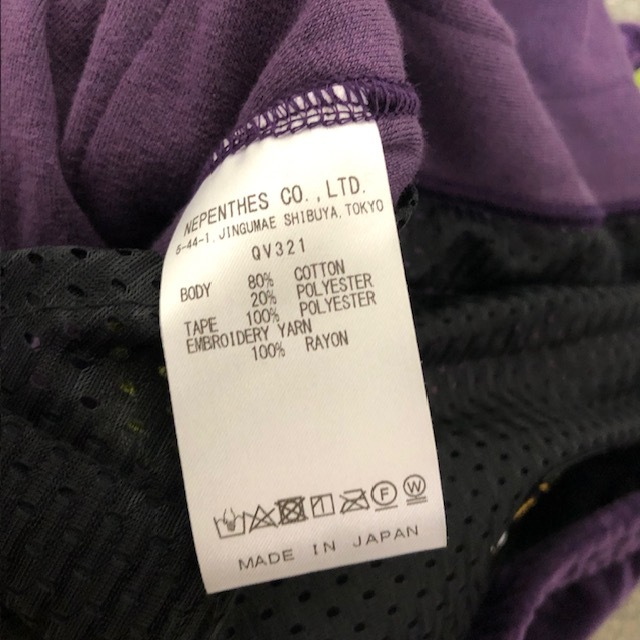 NEPENTHES CO.,LTD.
5-44-1, JINGUMAE SHIBUYA, TOKYO
QV321
BODY 80% COTTON
20% POLYESTER
TAPE 100% POLYESTER
EMBROIDERY YARN
100% RAYON
F W
MADE IN JAPAN